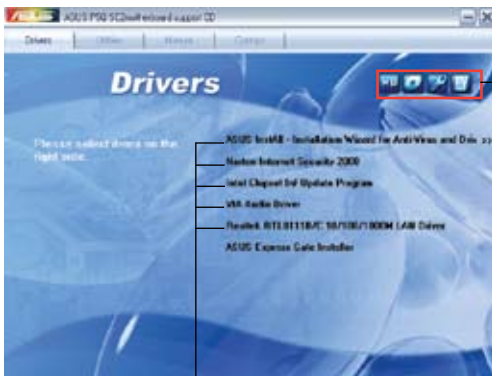 ASUS P5Q SE2 motherboard support CD
Drivers
Utilities
Manual
Contact
Drivers
Please select items on the right side.
ASUS InstAll - Installation Wizard for Anti-Virus and Driv >>
Norton Internet Security 2009
Intel Chipset Inf Update Program
VIA Audio Driver
Realtek RTL8111B/C 10/100/1000M LAN Driver
ASUS Express Gate Installer